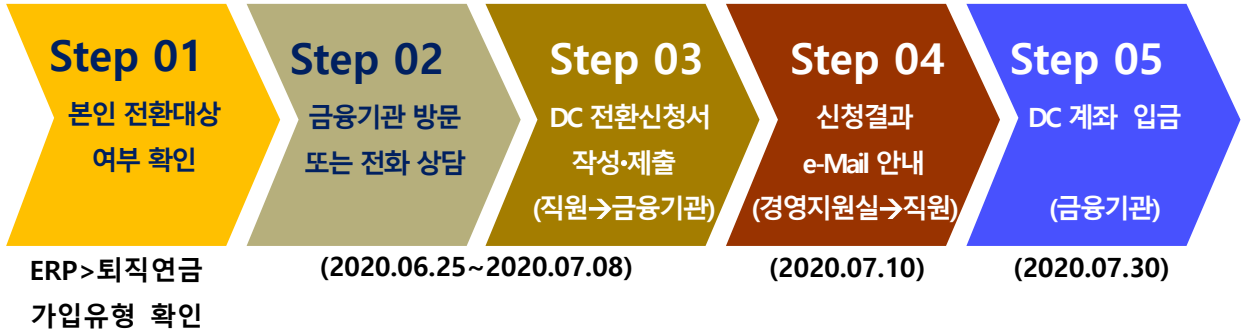 Step 01
본인 전환대상
여부 확인
ERP>퇴직연금
가입유형 확인
Step 02
금융기관 방문
또는 전화 상담
Step 03
DC 전환신청서
작성·제출
(직원→금융기관)
(2020.06.25~2020.07.08)
Step 04
신청결과
e-Mail 안내
(경영지원실→직원)
(2020.07.10)
Step 05
DC 계좌 입금
(금융기관)
(2020.07.30)